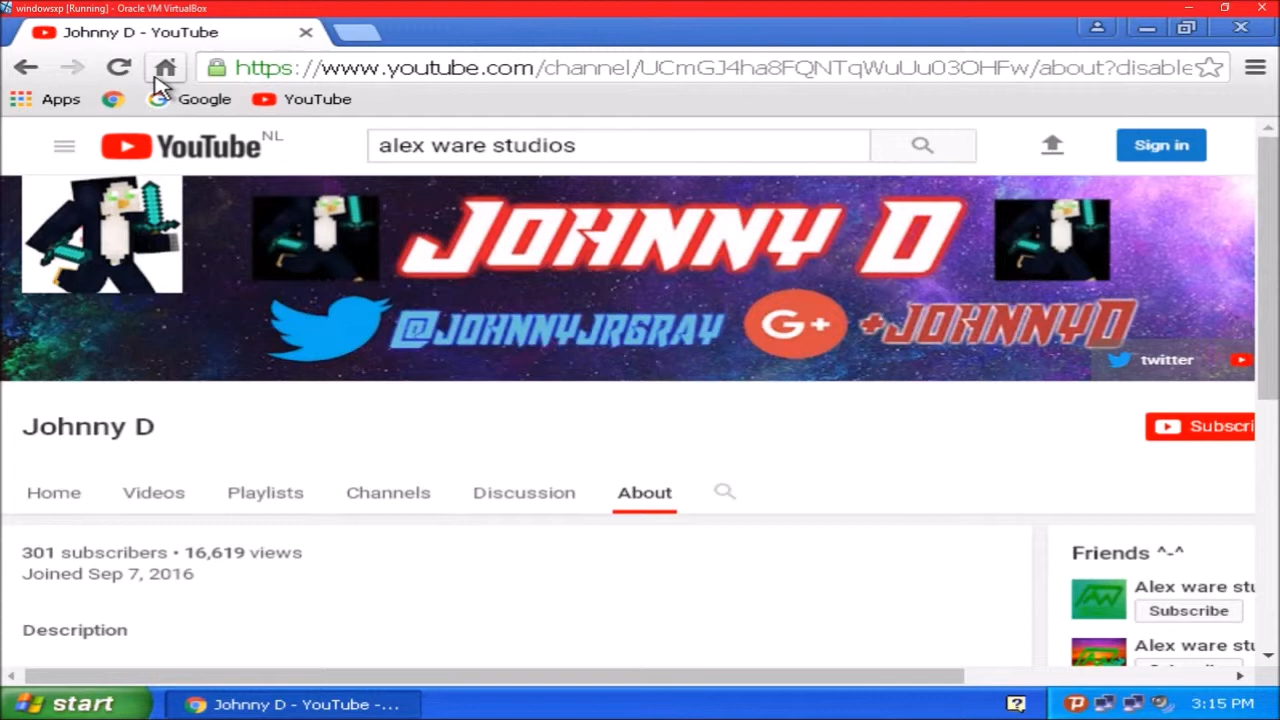 windowsxp [Running] - Oracle VM VirtualBox
Johnny D - YouTube
https://www.youtube.com/channel/UCmGJ4ha8FQNTqWuLu03OHFw/about?disable
Apps Google YouTube
YouTube NL alex ware studios Sign in
JOHNNY D
@JOHNNYJRGRAY G+ +JOHNNYD
twitter
Johnny D Subscri
Home Videos Playlists Channels Discussion About
301 subscribers • 16,619 views
Joined Sep 7, 2016
Description
Friends ^-^
Alex ware stu
Subscribe
Alex ware stu
start Johnny D - YouTube -... ? 3:15 PM